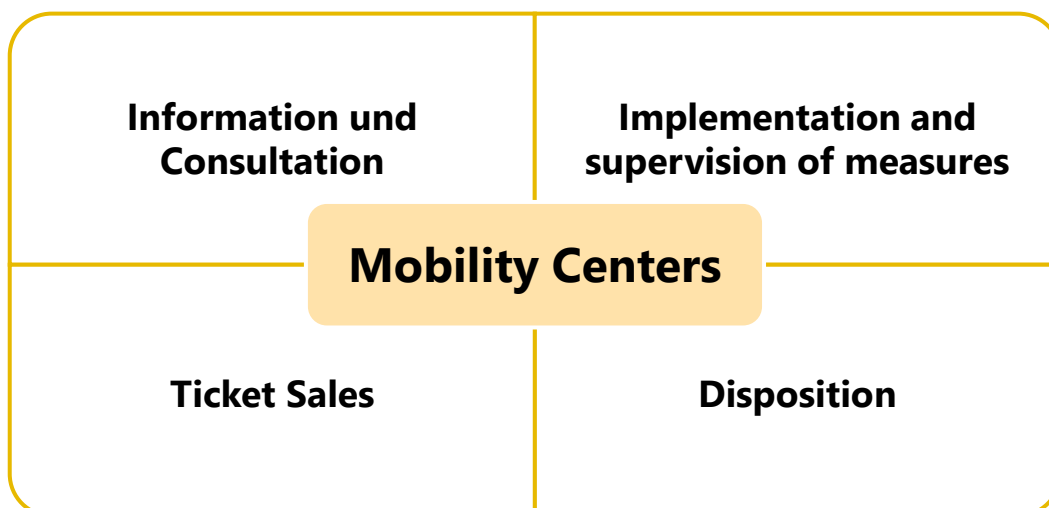 Information und
Consultation
Implementation and
supervision of measures
Mobility Centers
Ticket Sales
Disposition